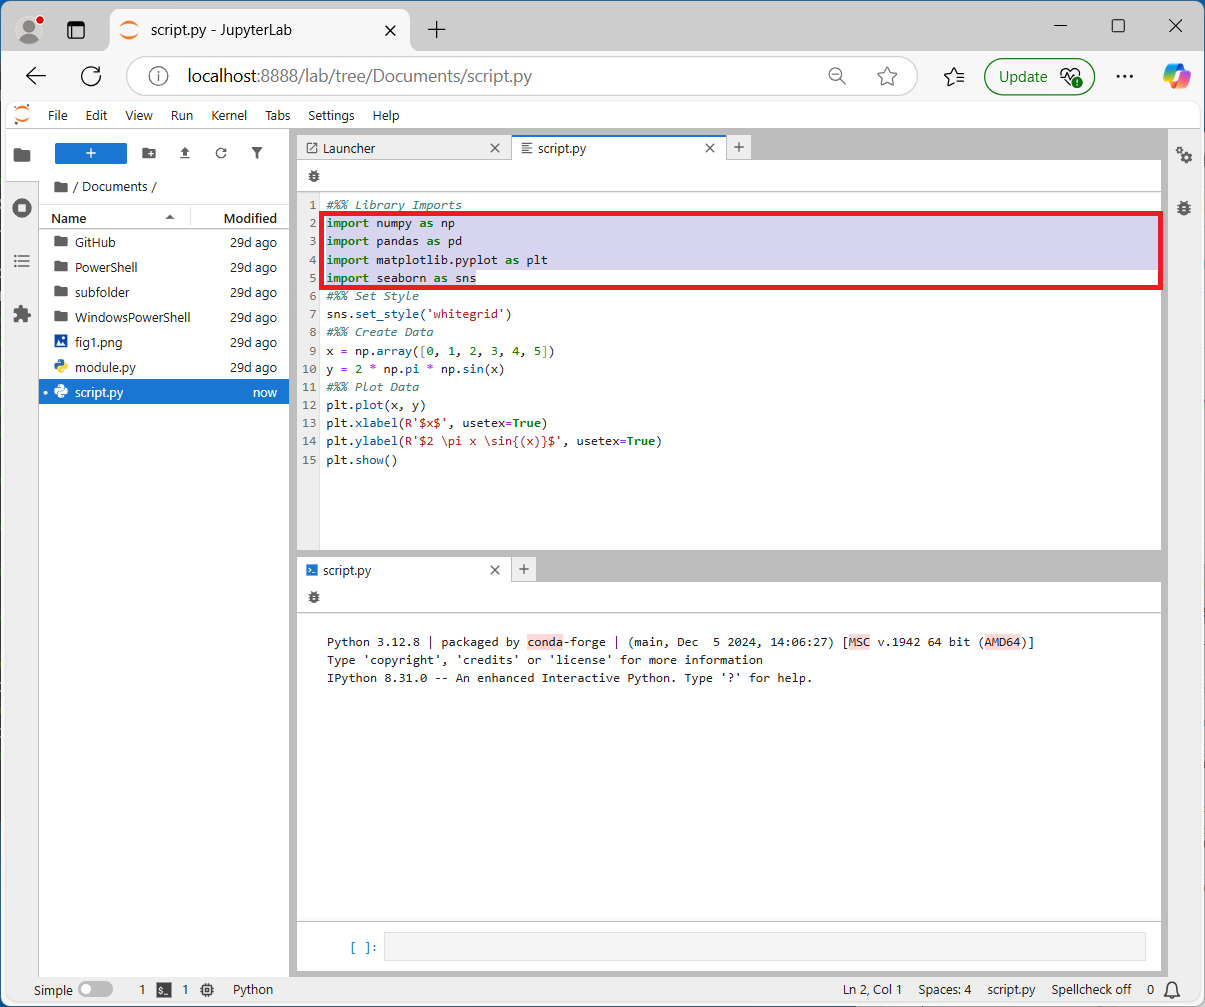 script.py - JupyterLab
localhost:8888/lab/tree/Documents/script.py
Update
File Edit View Run Kernel Tabs Settings Help
+
/ Documents /
Name Modified
GitHub 29d ago
PowerShell 29d ago
subfolder 29d ago
WindowsPowerShell 29d ago
fig1.png 29d ago
module.py 29d ago
script.py now
Launcher
script.py
1 #%% Library Imports
2 import numpy as np
3 import pandas as pd
4 import matplotlib.pyplot as plt
5 import seaborn as sns
6 #%% Set Style
7 sns.set_style('whitegrid')
8 #%% Create Data
9 x = np.array([0, 1, 2, 3, 4, 5])
10 y = 2 * np.pi * np.sin(x)
11 #%% Plot Data
12 plt.plot(x, y)
13 plt.xlabel(R'$x$', usetex=True)
14 plt.ylabel(R'$2 \pi x \sin{(x)}$', usetex=True)
15 plt.show()
script.py
Python 3.12.8 | packaged by conda-forge | (main, Dec  5 2024, 14:06:27) [MSC v.1942 64 bit (AMD64)]
Type 'copyright', 'credits' or 'license' for more information
IPython 8.31.0 -- An enhanced Interactive Python. Type '?' for help.
[ ]:
Simple 1 $_ 1 Python Ln 2, Col 1 Spaces: 4 script.py Spellcheck off 0